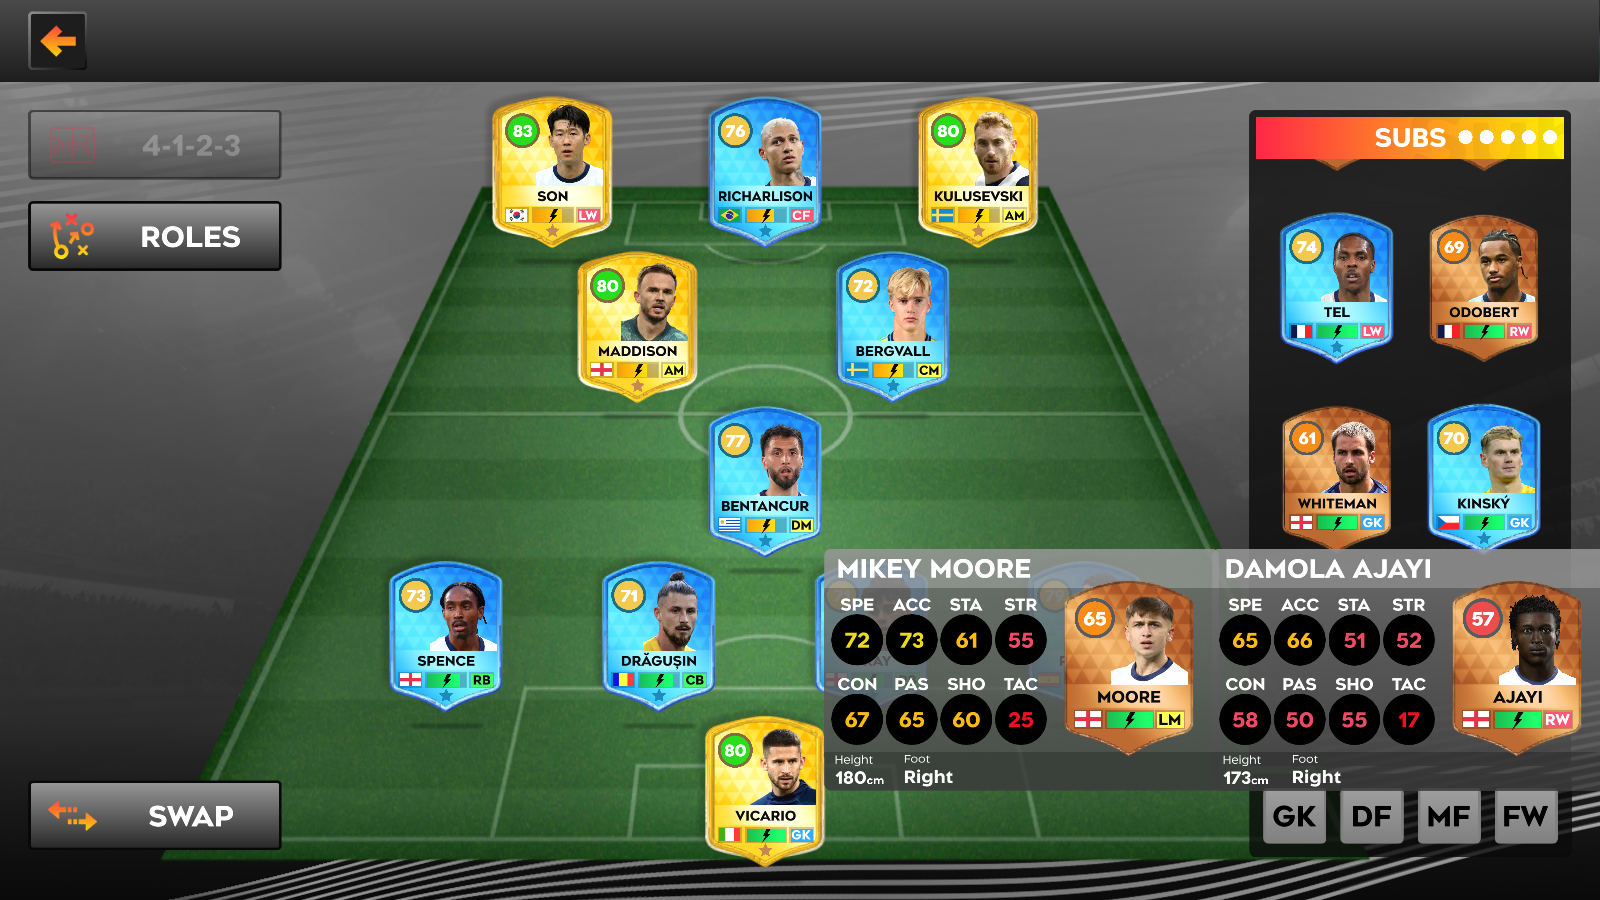 4-1-2-3
ROLES
83
SON
LW
76
RICHARLISON
CF
80
KULUSEVSKI
AM
80
MADDISON
AM
72
BERGVALL
CM
77
BENTANCUR
DM
73
SPENCE
RB
71
DRĂGUȘIN
CB
80
VICARIO
GK
SUBS
74
TEL
LW
69
ODOBERT
RW
61
WHITEMAN
GK
70
KINSKÝ
GK
MIKEY MOORE
SPE ACC STA STR
72 73 61 55
CON PAS SHO TAC
67 65 60 25
Height Foot
180cm Right
65
MOORE
LM
DAMOLA AJAYI
SPE ACC STA STR
65 66 51 52
CON PAS SHO TAC
58 50 55 17
Height Foot
173cm Right
57
AJAYI
RW
SWAP
GK DF MF FW